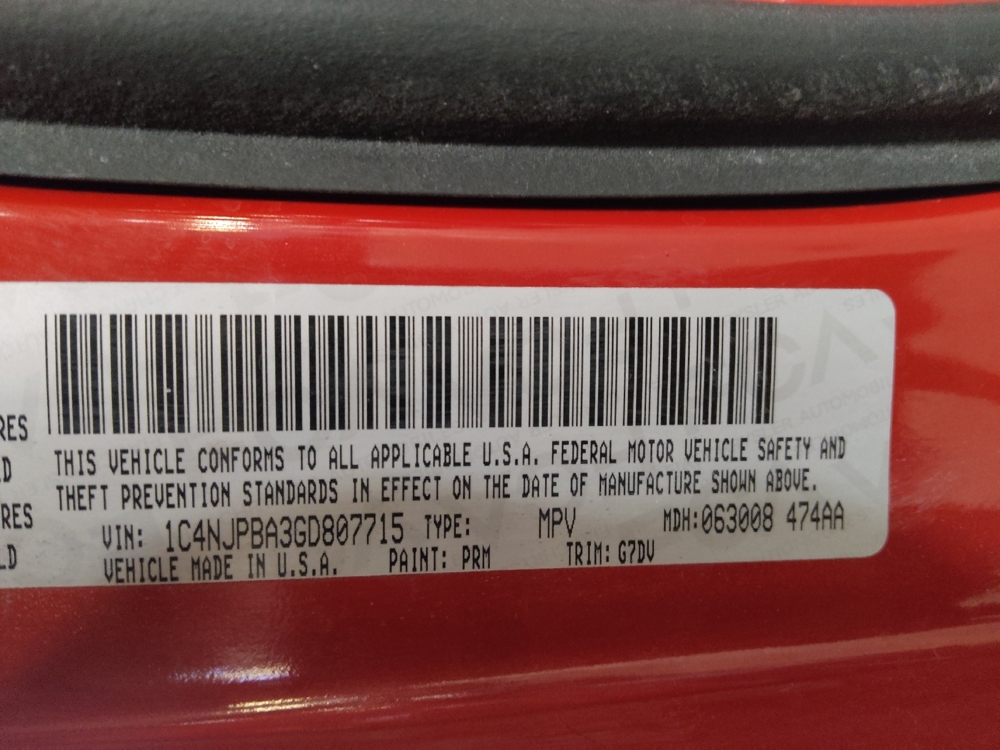 RES
D
RES
LD
THIS VEHICLE CONFORMS TO ALL APPLICABLE U.S.A. FEDERAL MOTOR VEHICLE SAFETY AND
THEFT PREVENTION STANDARDS IN EFFECT ON THE DATE OF MANUFACTURE SHOWN ABOVE.
VIN: 1C4NJPBA3GD807715 TYPE: MPV MDH:063008 474AA
VEHICLE MADE IN U.S.A. PAINT: PRM TRIM: G7DV